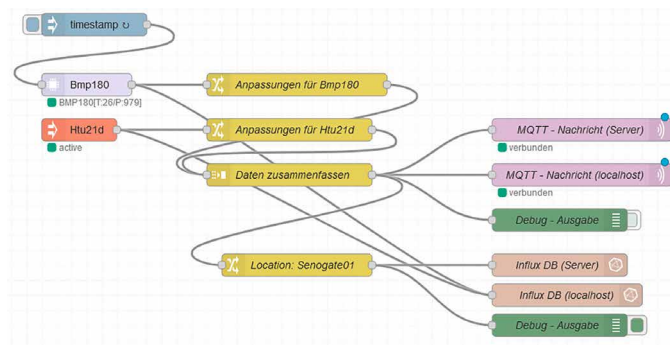 timestamp ↻
Bmp180
BMP180[T:26/P:979]
Anpassungen für Bmp180
Htu21d
active
Anpassungen für Htu21d
MQTT - Nachricht (Server)
verbunden
Daten zusammenfassen
MQTT - Nachricht (localhost)
verbunden
Debug - Ausgabe
Location: Senogate01
Influx DB (Server)
Influx DB (localhost)
Debug - Ausgabe